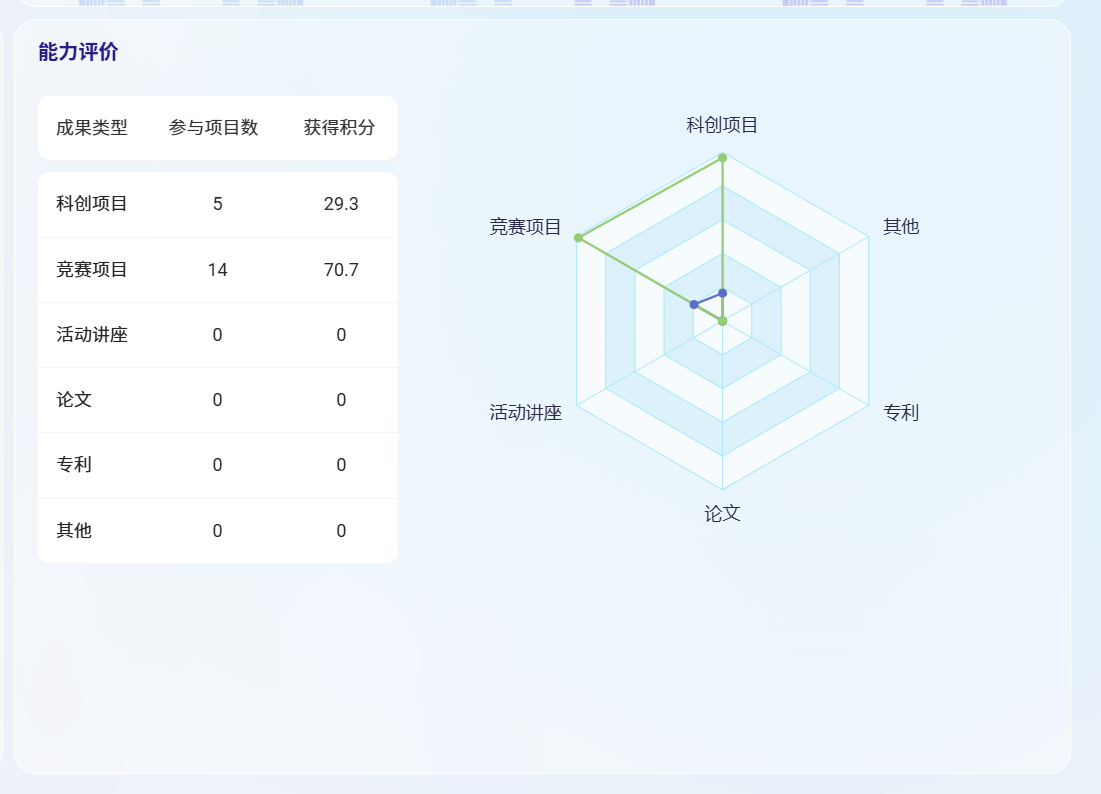 能力评价
成果类型 参与项目数 获得积分
科创项目 5 29.3
竞赛项目 14 70.7
活动讲座 0 0
论文 0 0
专利 0 0
其他 0 0
科创项目
竞赛项目
其他
活动讲座
专利
论文